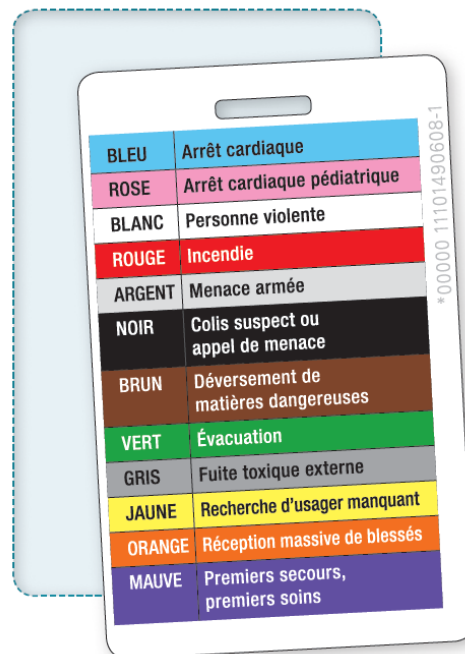 BLEU Arrêt cardiaque
ROSE Arrêt cardiaque pédiatrique
BLANC Personne violente
ROUGE Incendie
ARGENT Menace armée
NOIR Colis suspect ou
appel de menace
BRUN Déversement de
matières dangereuses
VERT Évacuation
GRIS Fuite toxique externe
JAUNE Recherche d'usager manquant
ORANGE Réception massive de blessés
MAUVE Premiers secours,
premiers soins
*00000 11101490608-1